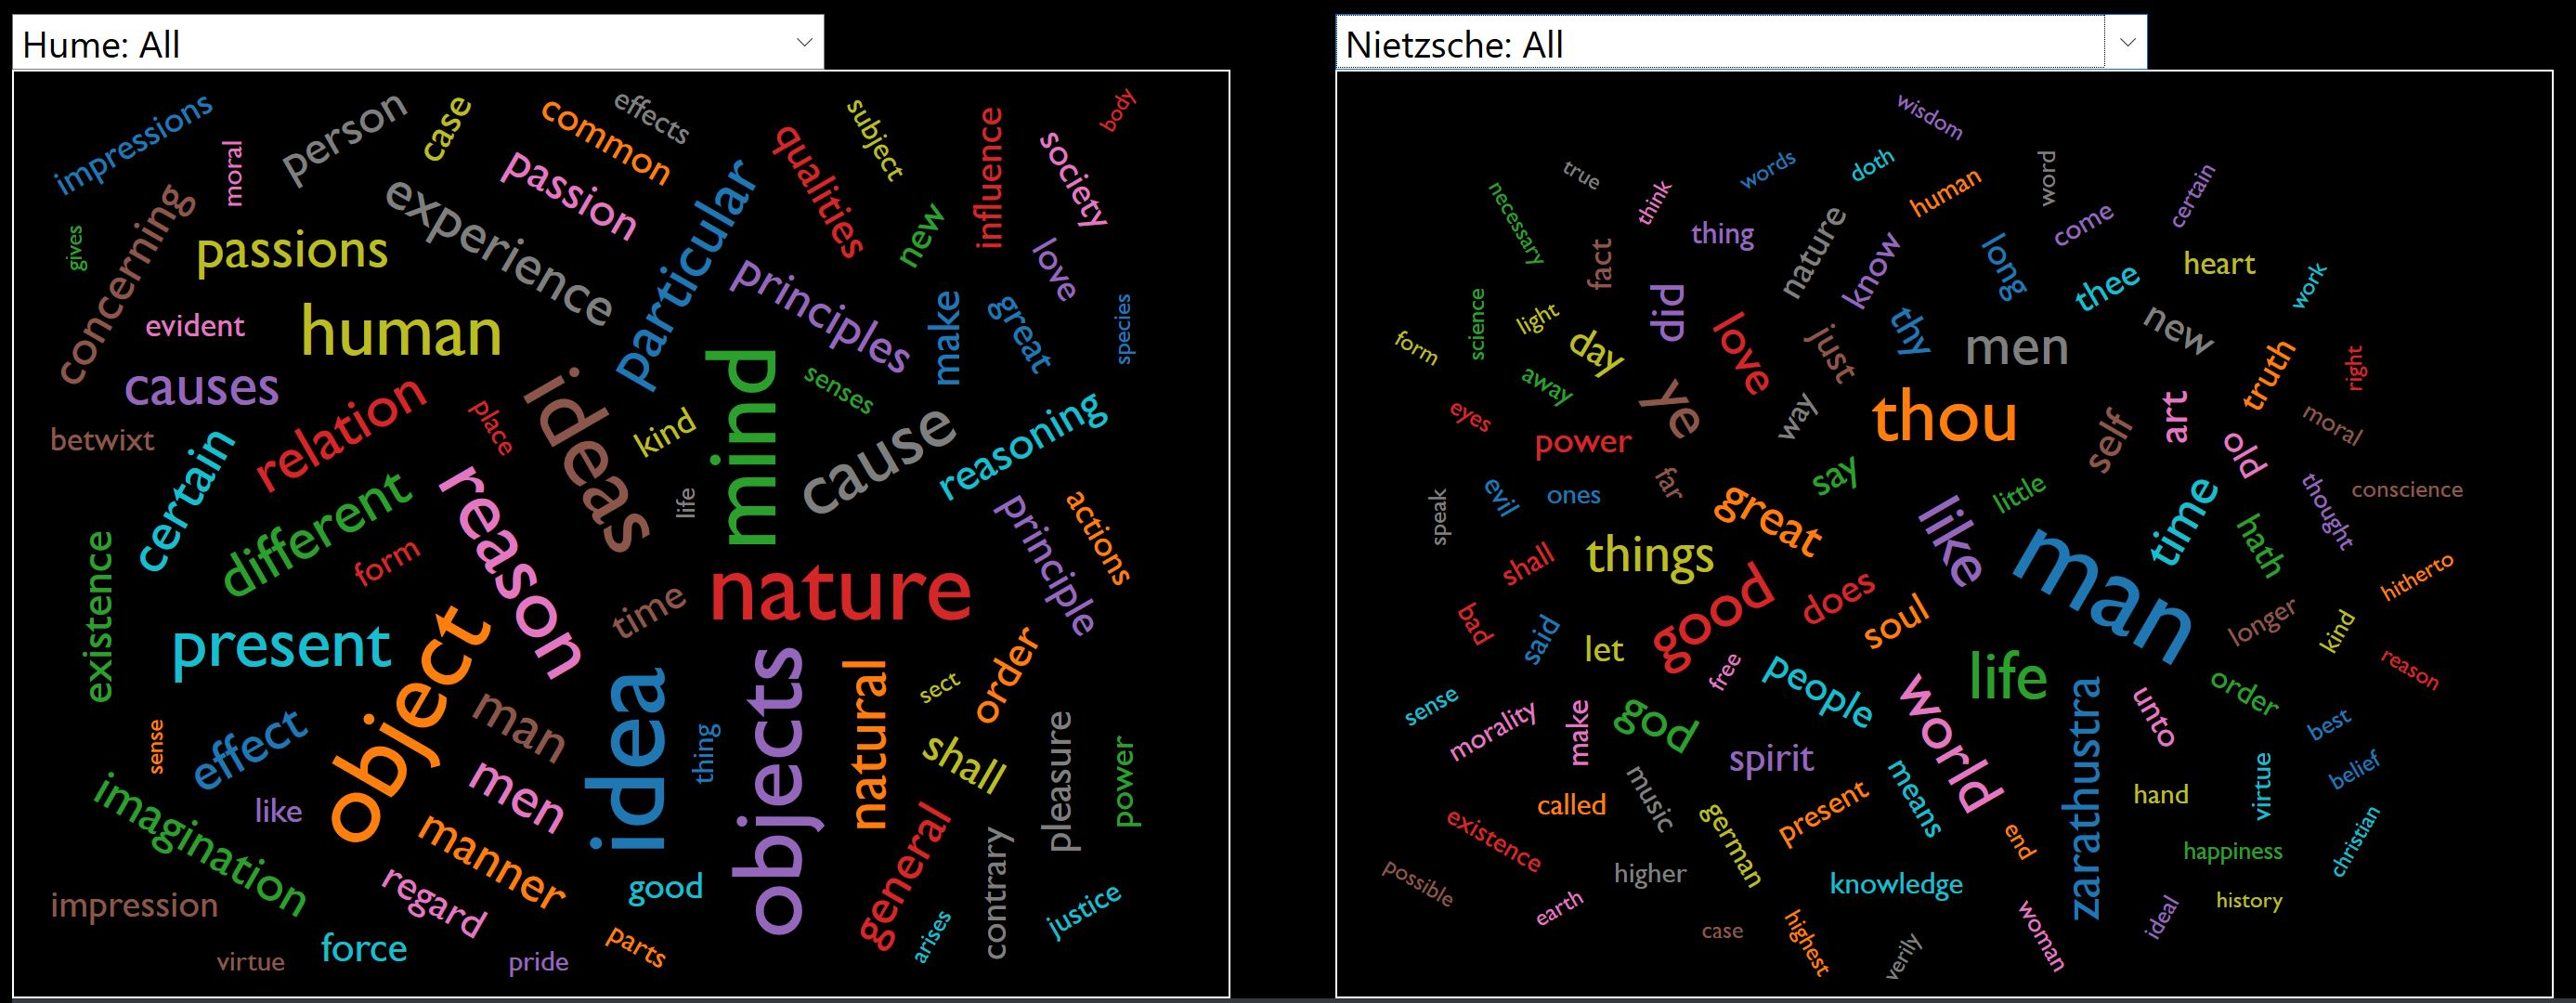 Hume: All
impressions
moral
person
case
common
effects
passion
qualities
subject
influence
society
body
gives
concerning
passions
experience
particular
principles
new
love
make
great
species
evident
human
causes
betwixt
relation
place
ideas
kind
mind
senses
cause
reasoning
certain
different
form
reason
life
principle
actions
existence
present
object
time
nature
objects
natural
sect
order
sense
effect
like
man
men
idea
thing
shall
pleasure
power
imagination
manner
regard
good
general
contrary
justice
impression
virtue
force
pride
parts
arises
Nietzsche: All
wisdom
true
think
words
doth
human
word
certain
necessary
fact
thing
nature
know
long
come
thee
heart
work
form
science
light
day
did
love
just
thy
men
new
truth
right
eyes
away
power
ye
way
thou
self
art
old
moral
speak
evil
ones
far
say
great
like
little
time
thought
conscience
hath
shall
things
good
does
soul
man
hitherto
bad
said
let
free
people
life
longer
kind
reason
sense
morality
make
god
spirit
world
zarathustra
unto
order
best
belief
existence
called
music
german
present
means
end
hand
virtue
christian
possible
earth
higher
case
highest
knowledge
verily
woman
ideal
happiness
history